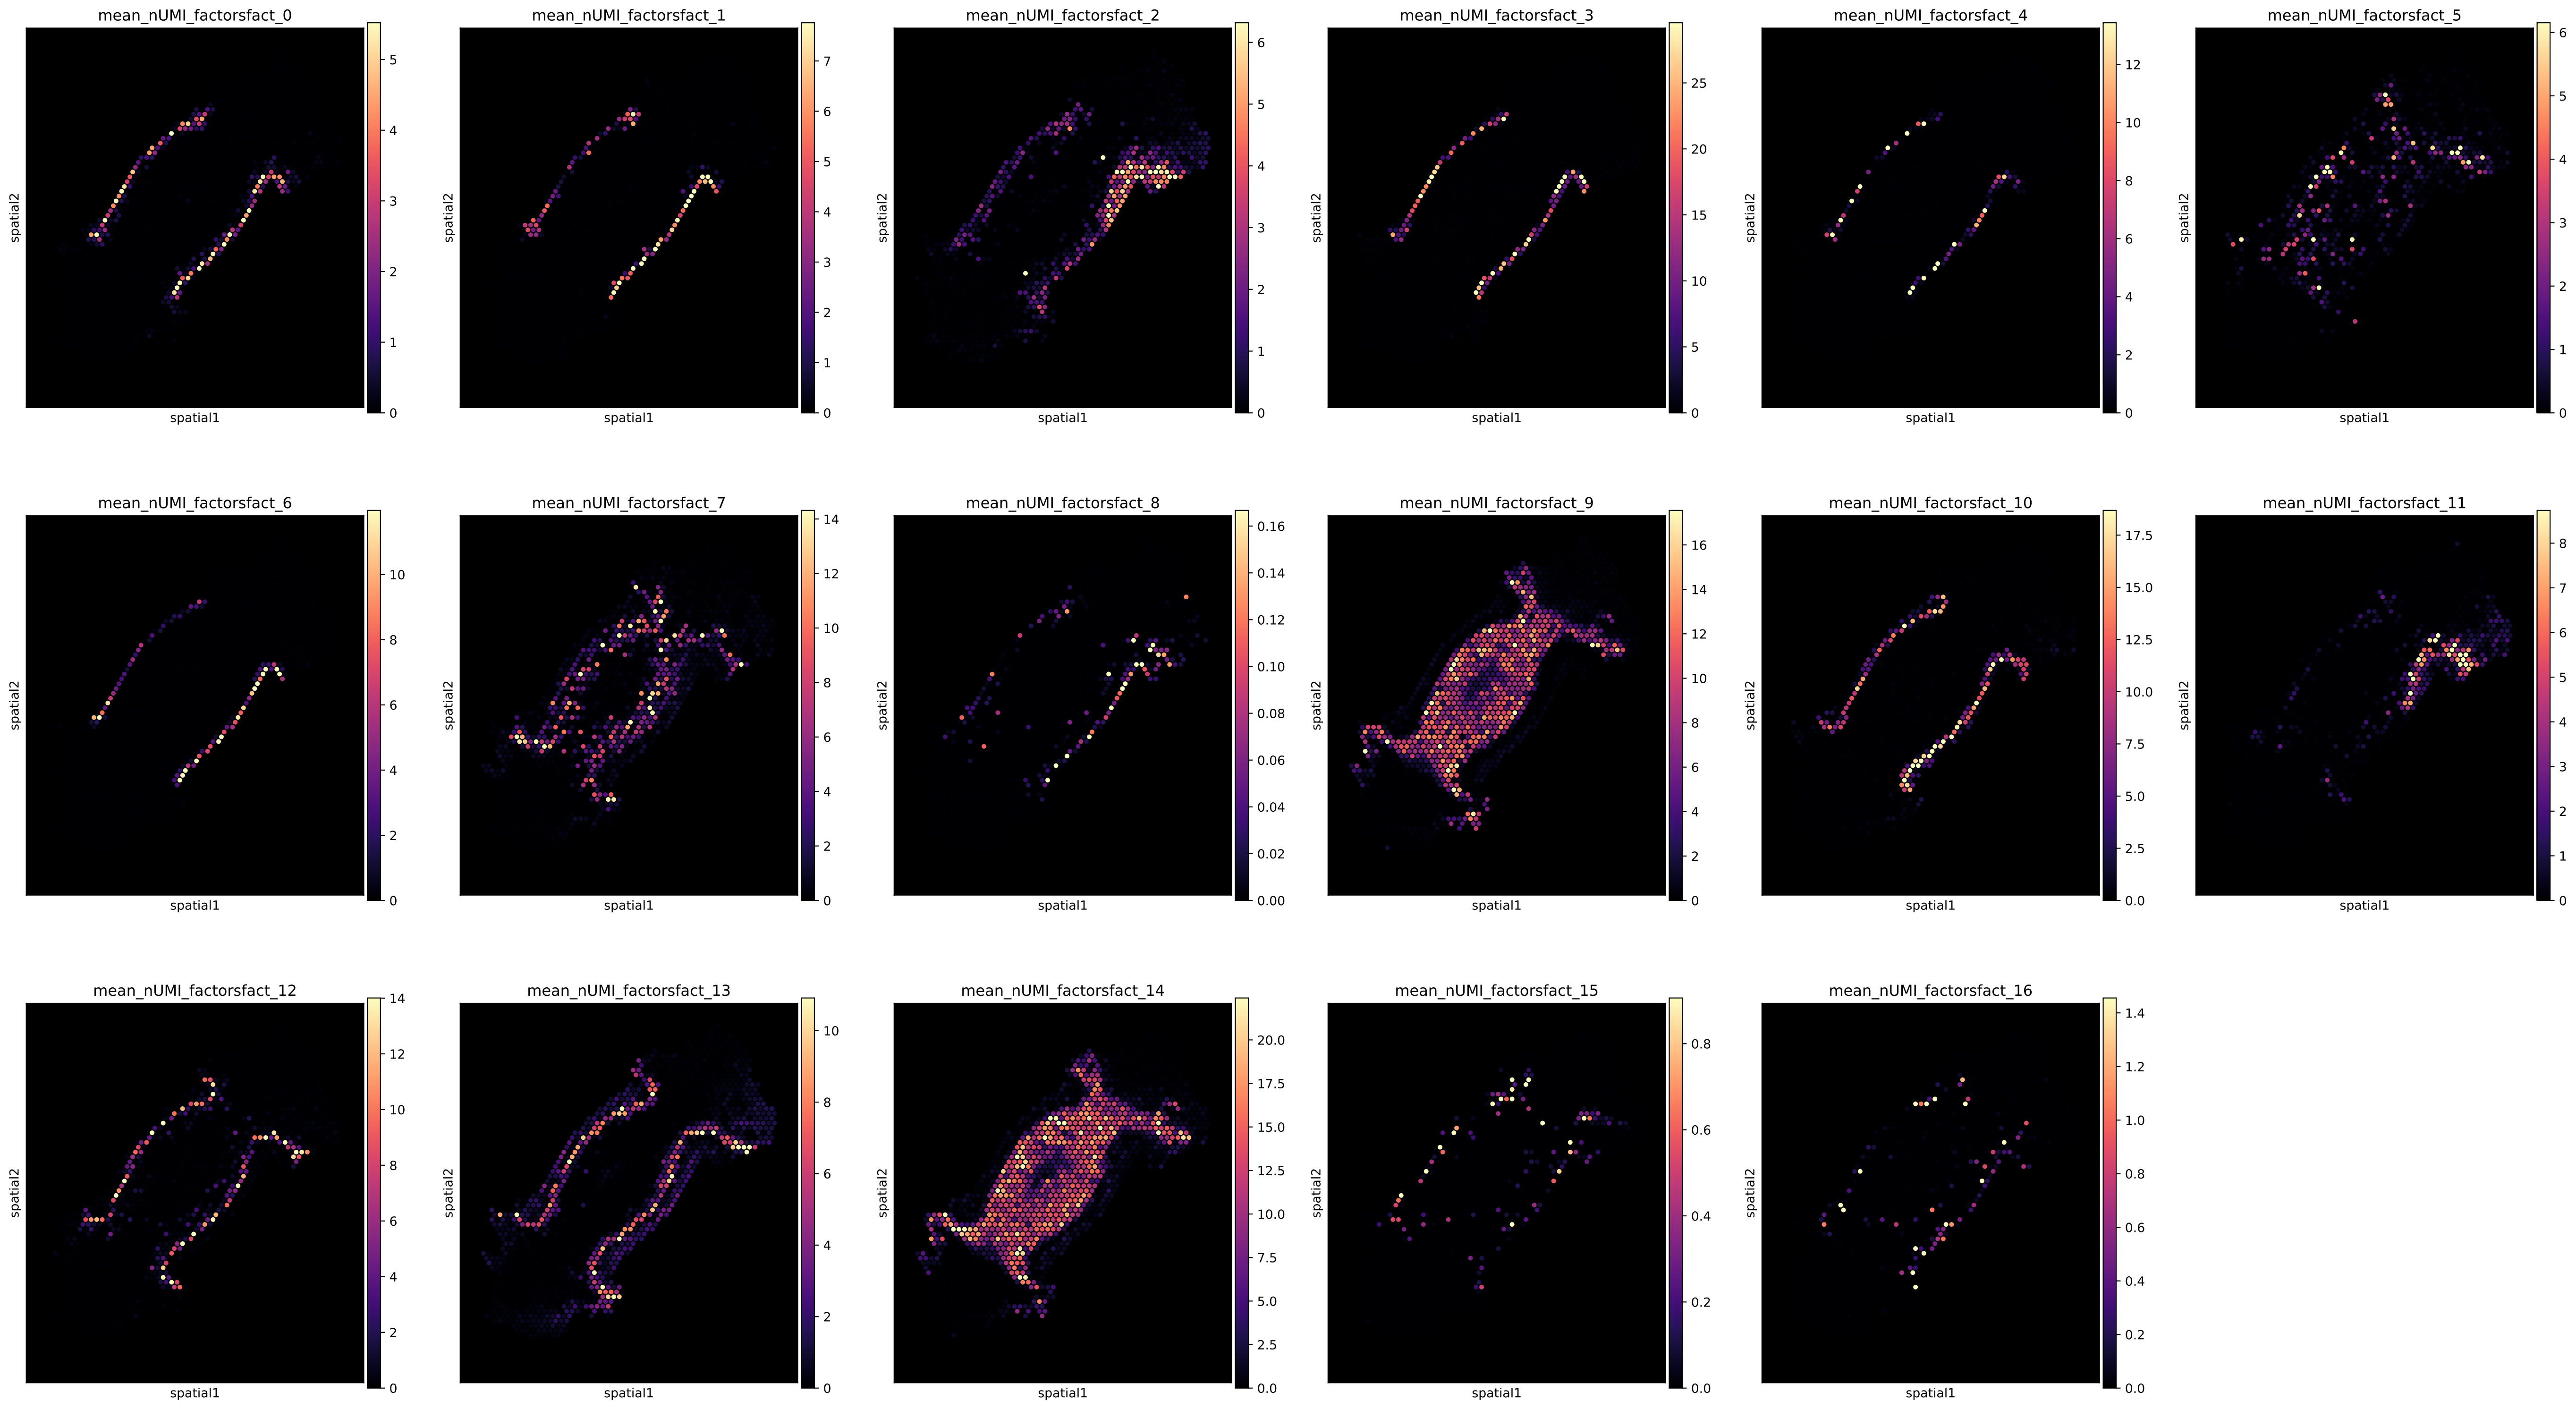 mean_nUMI_factorsfact_0
5
4
3
2
1
0
spatial2
spatial1
mean_nUMI_factorsfact_1
7
6
5
4
3
2
1
0
spatial2
spatial1
mean_nUMI_factorsfact_2
6
5
4
3
2
1
0
spatial2
spatial1
mean_nUMI_factorsfact_3
25
20
15
10
5
0
spatial2
spatial1
mean_nUMI_factorsfact_4
12
10
8
6
4
2
0
spatial2
spatial1
mean_nUMI_factorsfact_5
6
5
4
3
2
1
0
spatial2
spatial1
mean_nUMI_factorsfact_6
10
8
6
4
2
0
spatial2
spatial1
mean_nUMI_factorsfact_7
14
12
10
8
6
4
2
0
spatial2
spatial1
mean_nUMI_factorsfact_8
0.16
0.14
0.12
0.10
0.08
0.06
0.04
0.02
0.00
spatial2
spatial1
mean_nUMI_factorsfact_9
16
14
12
10
8
6
4
2
0
spatial2
spatial1
mean_nUMI_factorsfact_10
17.5
15.0
12.5
10.0
7.5
5.0
2.5
0.0
spatial2
spatial1
mean_nUMI_factorsfact_11
8
7
6
5
4
3
2
1
0
spatial2
spatial1
mean_nUMI_factorsfact_12
14
12
10
8
6
4
2
0
spatial2
spatial1
mean_nUMI_factorsfact_13
10
8
6
4
2
0
spatial2
spatial1
mean_nUMI_factorsfact_14
20.0
17.5
15.0
12.5
10.0
7.5
5.0
2.5
0.0
spatial2
spatial1
mean_nUMI_factorsfact_15
0.8
0.6
0.4
0.2
0.0
spatial2
spatial1
mean_nUMI_factorsfact_16
1.4
1.2
1.0
0.8
0.6
0.4
0.2
0.0
spatial2
spatial1